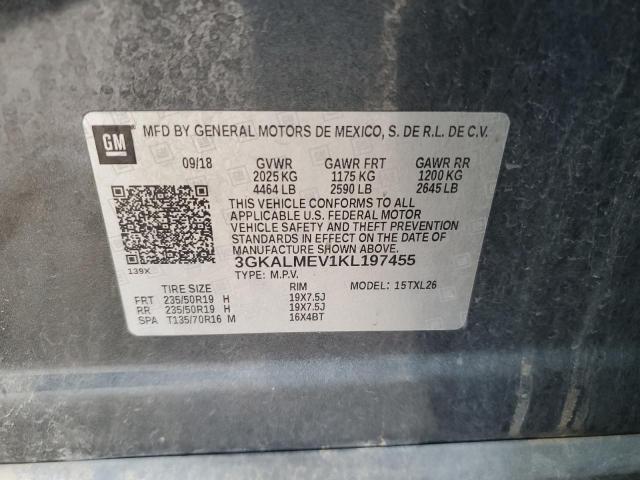 GM MFD BY GENERAL MOTORS DE MEXICO, S. DE R.L. DE C.V.
09/18 GVWR GAWR FRT GAWR RR
2025 KG 1175 KG 1200 KG
4464 LB 2590 LB 2645 LB
THIS VEHICLE CONFORMS TO ALL
APPLICABLE U.S. FEDERAL MOTOR
VEHICLE SAFETY AND THEFT PREVENTION
STANDARDS IN EFFECT ON THE DATE OF
MANUFACTURE SHOWN ABOVE.
3GKALMEV1KL197455
139X
TYPE: M.P.V. MODEL: 15TXL26
TIRE SIZE RIM
FRT 235/50R19 H 19X7.5J
RR 235/50R19 H 19X7.5J
SPA T135/70R16 M 16X4BT